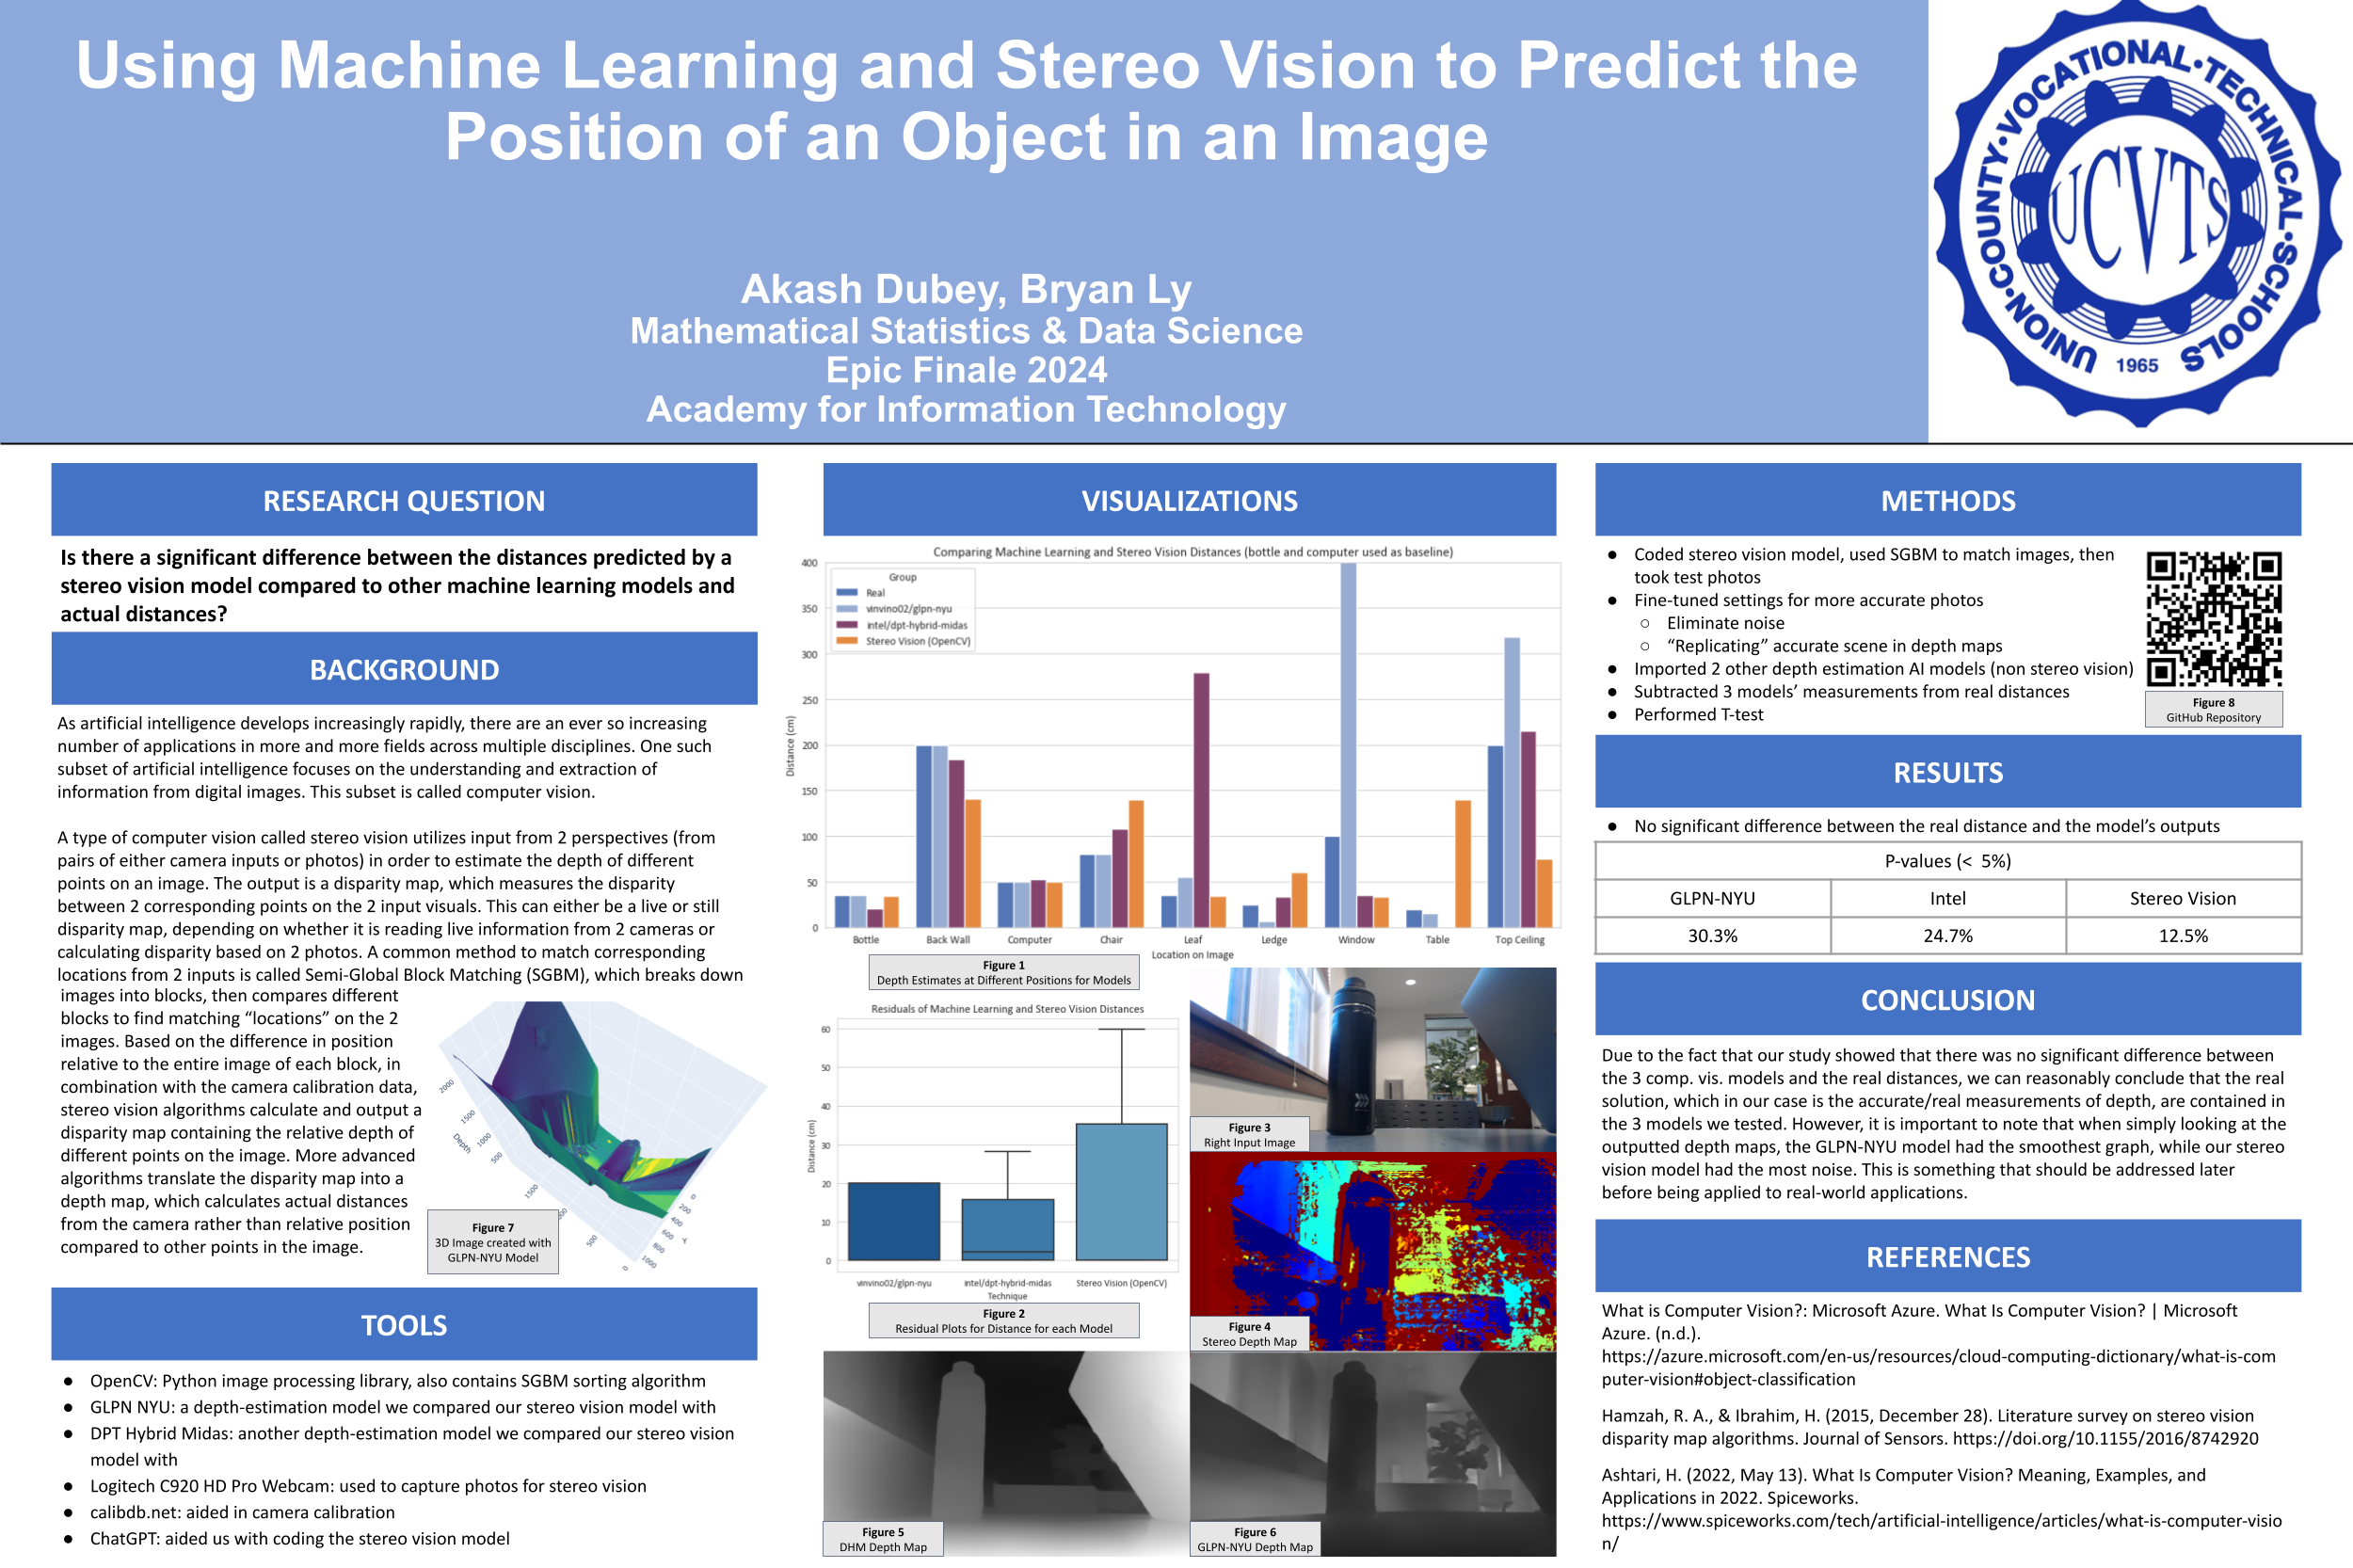 Using Machine Learning and Stereo Vision to Predict the
Position of an Object in an Image
Akash Dubey, Bryan Ly
Mathematical Statistics & Data Science
Epic Finale 2024
Academy for Information Technology
UNION·COUNTY·VOCATIONAL·TECHNICAL·SCHOOLS
UCVTS
1965
RESEARCH QUESTION
Is there a significant difference between the distances predicted by a
stereo vision model compared to other machine learning models and
actual distances?
BACKGROUND
As artificial intelligence develops increasingly rapidly, there are an ever so increasing
number of applications in more and more fields across multiple disciplines. One such
subset of artificial intelligence focuses on the understanding and extraction of
information from digital images. This subset is called computer vision.
A type of computer vision called stereo vision utilizes input from 2 perspectives (from
pairs of either camera inputs or photos) in order to estimate the depth of different
points on an image. The output is a disparity map, which measures the disparity
between 2 corresponding points on the 2 input visuals. This can either be a live or still
disparity map, depending on whether it is reading live information from 2 cameras or
calculating disparity based on 2 photos. A common method to match corresponding
locations from 2 inputs is called Semi-Global Block Matching (SGBM), which breaks down
images into blocks, then compares different
blocks to find matching “locations” on the 2
images. Based on the difference in position
relative to the entire image of each block, in
combination with the camera calibration data,
stereo vision algorithms calculate and output a
disparity map containing the relative depth of
different points on the image. More advanced
algorithms translate the disparity map into a
depth map, which calculates actual distances
from the camera rather than relative position
compared to other points in the image.
2000
1500
1000
500
Depth
1500
500
0
0
200
400
600
800
1000
Y
Figure 7
3D Image created with
GLPN-NYU Model
TOOLS
● OpenCV: Python image processing library, also contains SGBM sorting algorithm
● GLPN NYU: a depth-estimation model we compared our stereo vision model with
● DPT Hybrid Midas: another depth-estimation model we compared our stereo vision
model with
● Logitech C920 HD Pro Webcam: used to capture photos for stereo vision
● calibdb.net: aided in camera calibration
● ChatGPT: aided us with coding the stereo vision model
VISUALIZATIONS
Comparing Machine Learning and Stereo Vision Distances (bottle and computer used as baseline)
Group
Real
vinvino02/glpn-nyu
intel/dpt-hybrid-midas
Stereo Vision (OpenCV)
Distance (cm)
400
350
300
250
200
150
100
50
0
Bottle Back Wall Computer Chair Leaf Ledge Window Table Top Ceiling
Location on Image
Figure 1
Depth Estimates at Different Positions for Models
Residuals of Machine Learning and Stereo Vision Distances
Distance (cm)
60
50
40
30
20
10
0
vinvino02/glpn-nyu intel/dpt-hybrid-midas Stereo Vision (OpenCV)
Technique
Figure 2
Residual Plots for Distance for each Model
Figure 3
Right Input Image
Figure 4
Stereo Depth Map
Figure 5
DHM Depth Map
Figure 6
GLPN-NYU Depth Map
METHODS
● Coded stereo vision model, used SGBM to match images, then
took test photos
● Fine-tuned settings for more accurate photos
○ Eliminate noise
○ “Replicating” accurate scene in depth maps
● Imported 2 other depth estimation AI models (non stereo vision)
● Subtracted 3 models’ measurements from real distances
● Performed T-test
Figure 8
GitHub Repository
RESULTS
● No significant difference between the real distance and the model’s outputs
P-values (< 5%)
GLPN-NYU Intel Stereo Vision
30.3% 24.7% 12.5%
CONCLUSION
Due to the fact that our study showed that there was no significant difference between
the 3 comp. vis. models and the real distances, we can reasonably conclude that the real
solution, which in our case is the accurate/real measurements of depth, are contained in
the 3 models we tested. However, it is important to note that when simply looking at the
outputted depth maps, the GLPN-NYU model had the smoothest graph, while our stereo
vision model had the most noise. This is something that should be addressed later
before being applied to real-world applications.
REFERENCES
What is Computer Vision?: Microsoft Azure. What Is Computer Vision? | Microsoft
Azure. (n.d.).
https://azure.microsoft.com/en-us/resources/cloud-computing-dictionary/what-is-com
puter-vision#object-classification
Hamzah, R. A., & Ibrahim, H. (2015, December 28). Literature survey on stereo vision
disparity map algorithms. Journal of Sensors. https://doi.org/10.1155/2016/8742920
Ashtari, H. (2022, May 13). What Is Computer Vision? Meaning, Examples, and
Applications in 2022. Spiceworks.
https://www.spiceworks.com/tech/artificial-intelligence/articles/what-is-computer-visio
n/